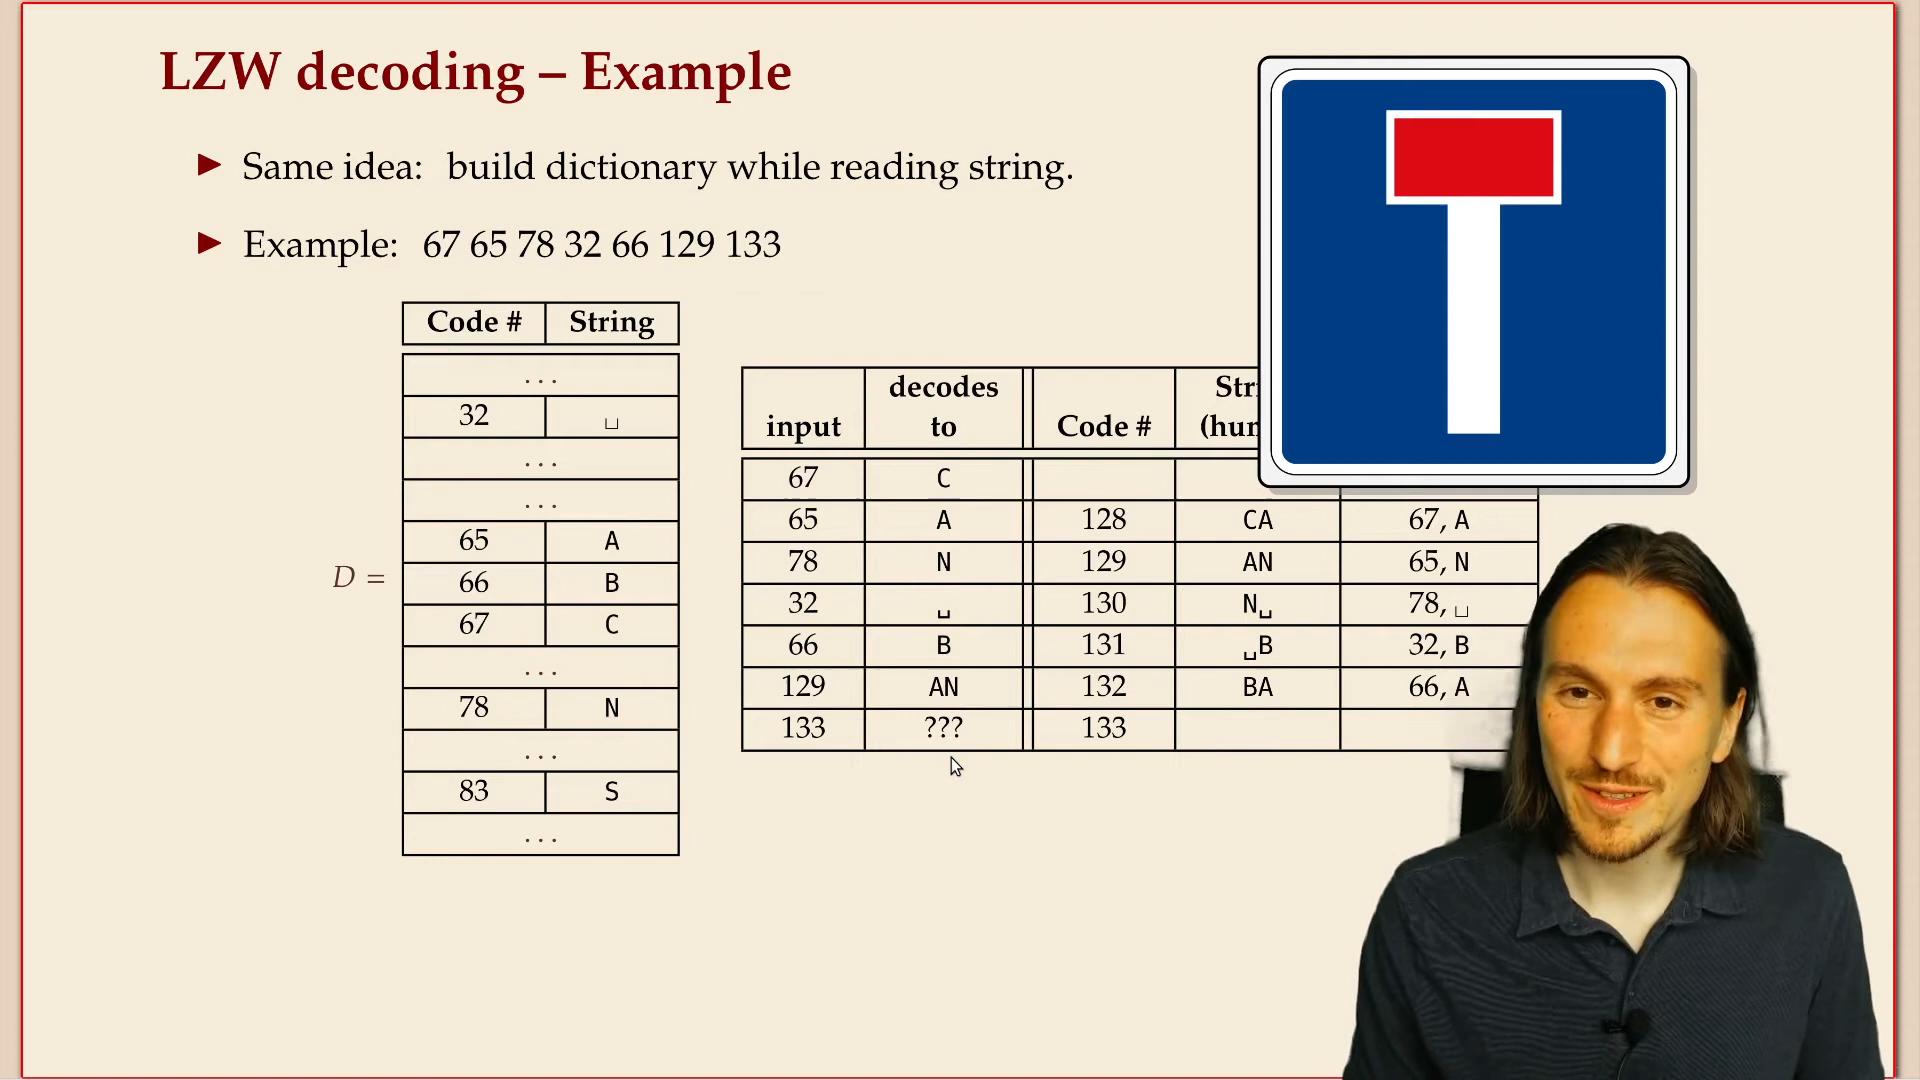 LZW decoding – Example
▶ Same idea: build dictionary while reading string.
▶ Example: 67 65 78 32 66 129 133
D =
Code # String
...
32 ␣
...
...
65 A
66 B
67 C
...
78 N
...
83 S
...
decodes
input to Code #
67 C
65 A 128 CA 67, A
78 N 129 AN 65, N
32 ␣ 130 N␣ 78, ␣
66 B 131 ␣B 32, B
129 AN 132 BA 66, A
133 ??? 133